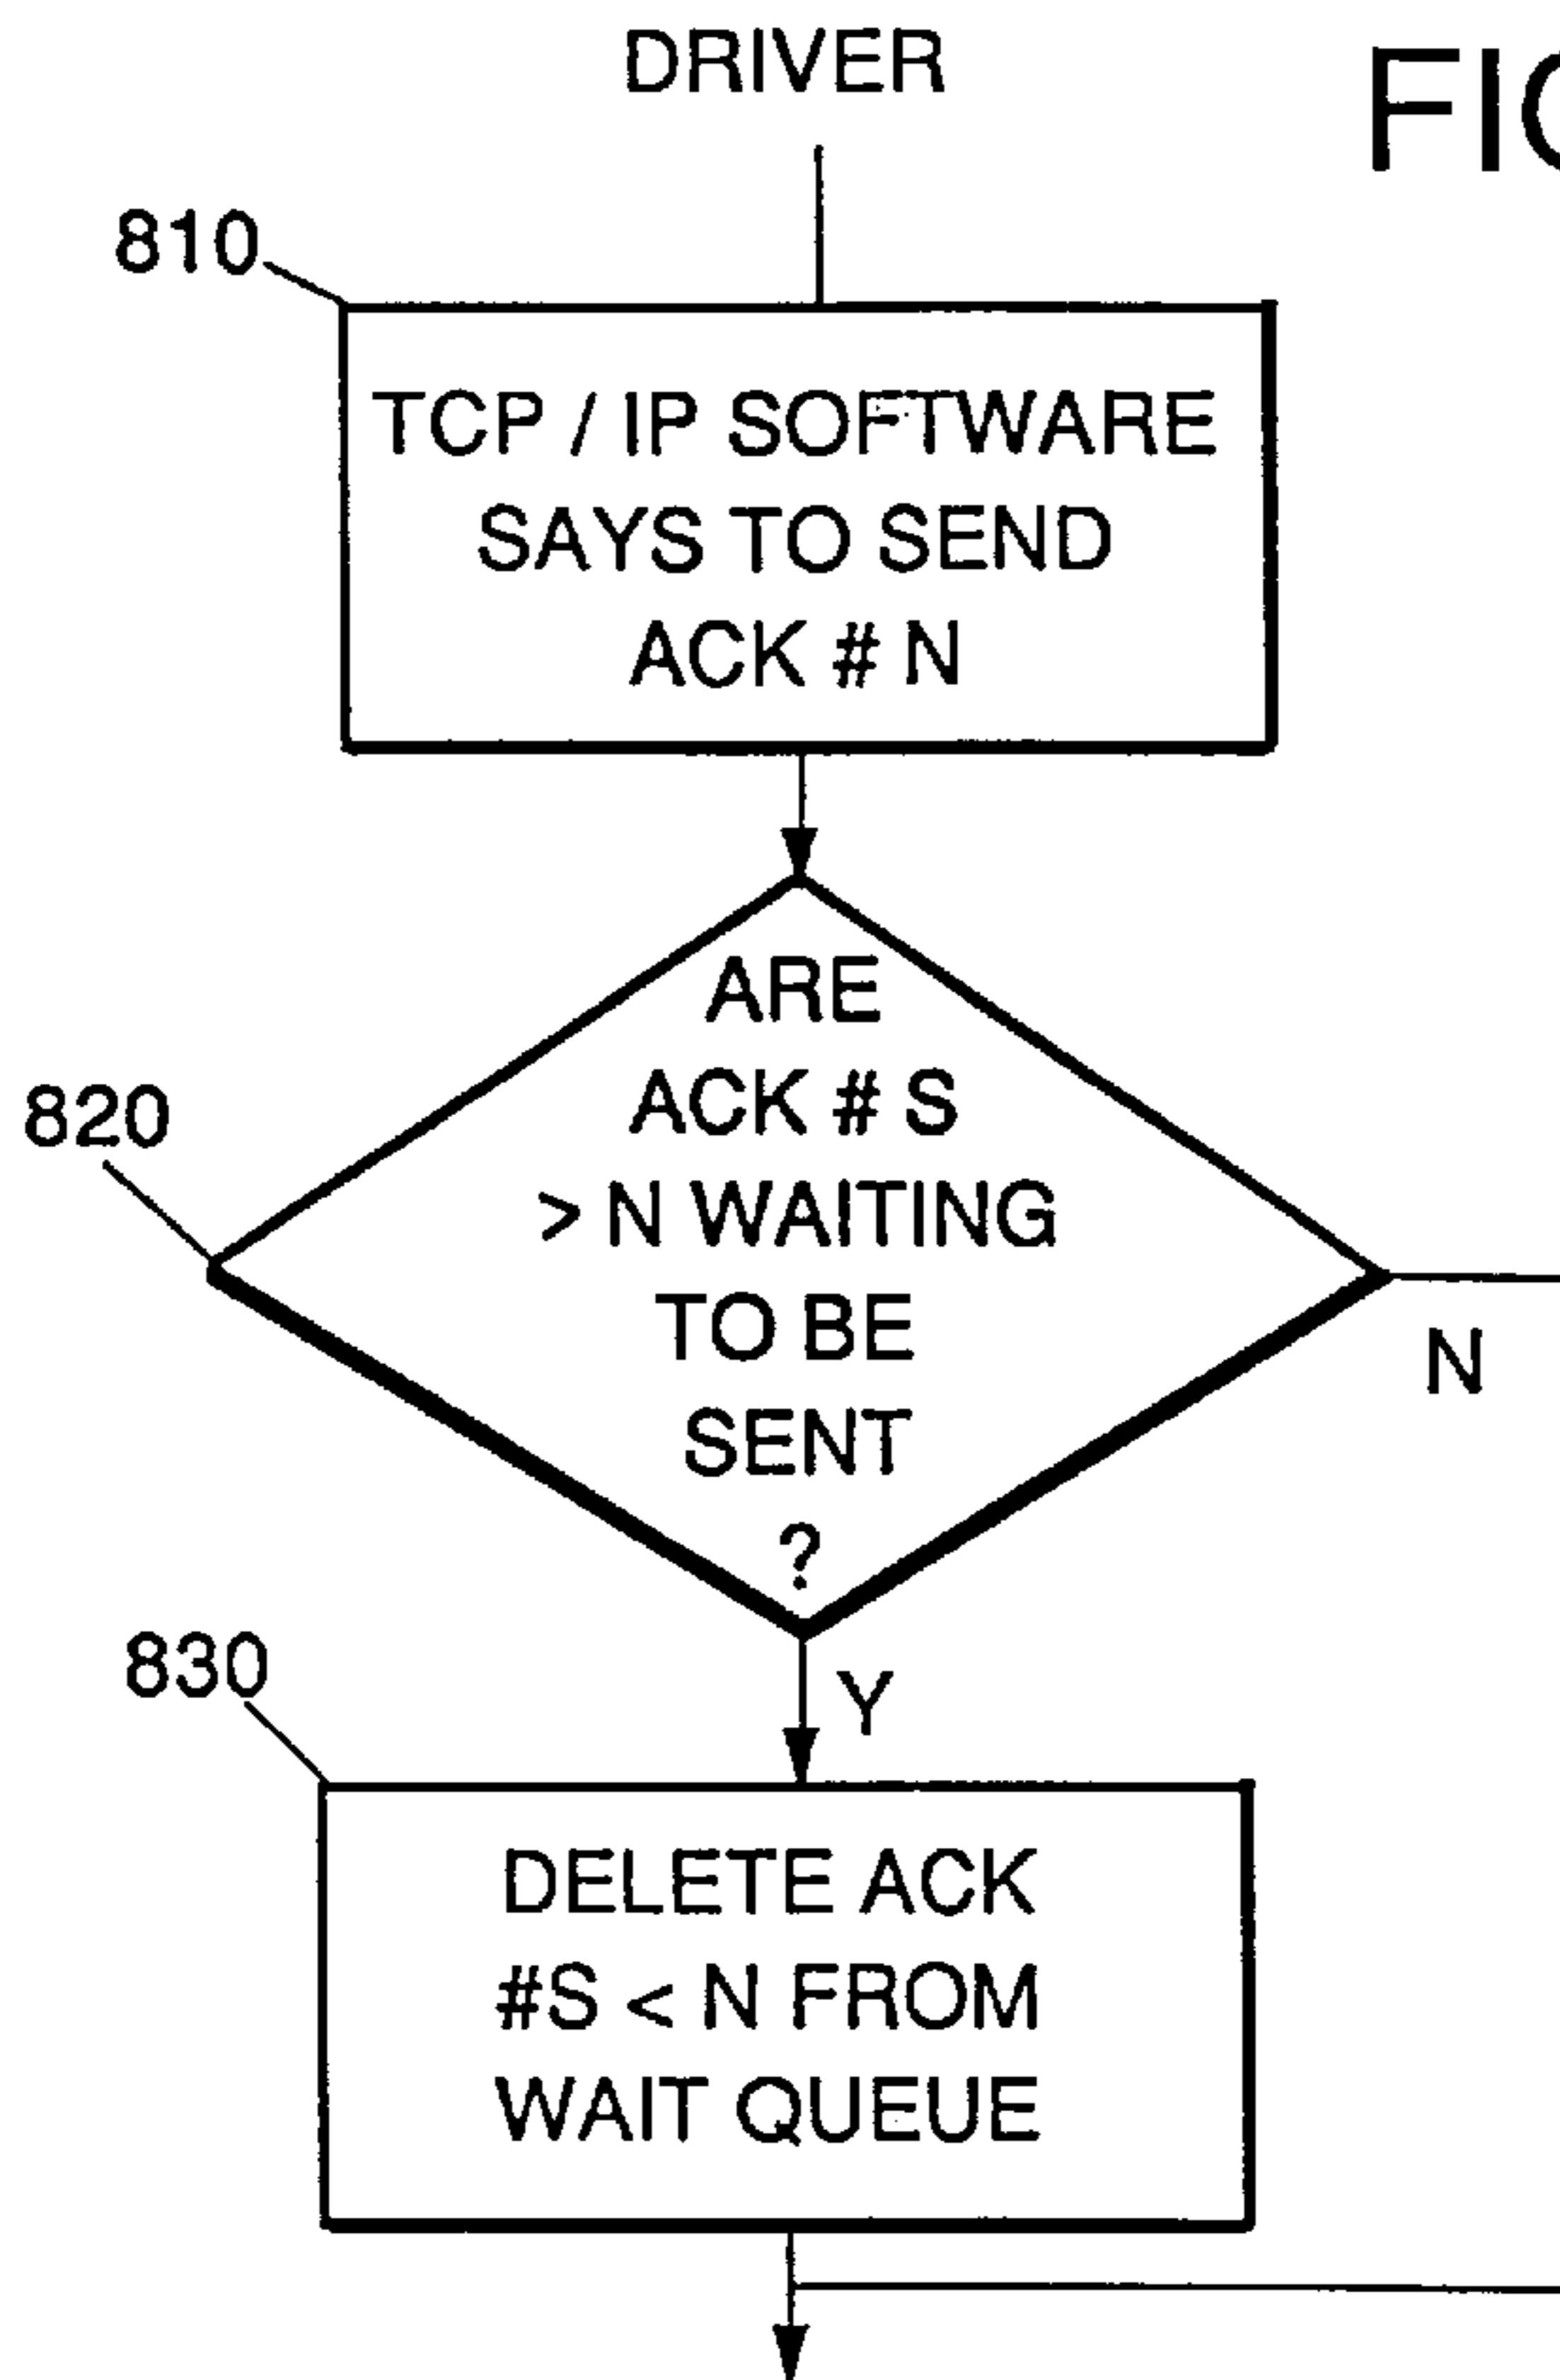 DRIVER
810
TCP / IP SOFTWARE
SAYS TO SEND
ACK # N
820
ARE
ACK # S
> N WAITING
TO BE
SENT
?
N
830
Y
DELETE ACK
#S < N FROM
WAIT QUEUE